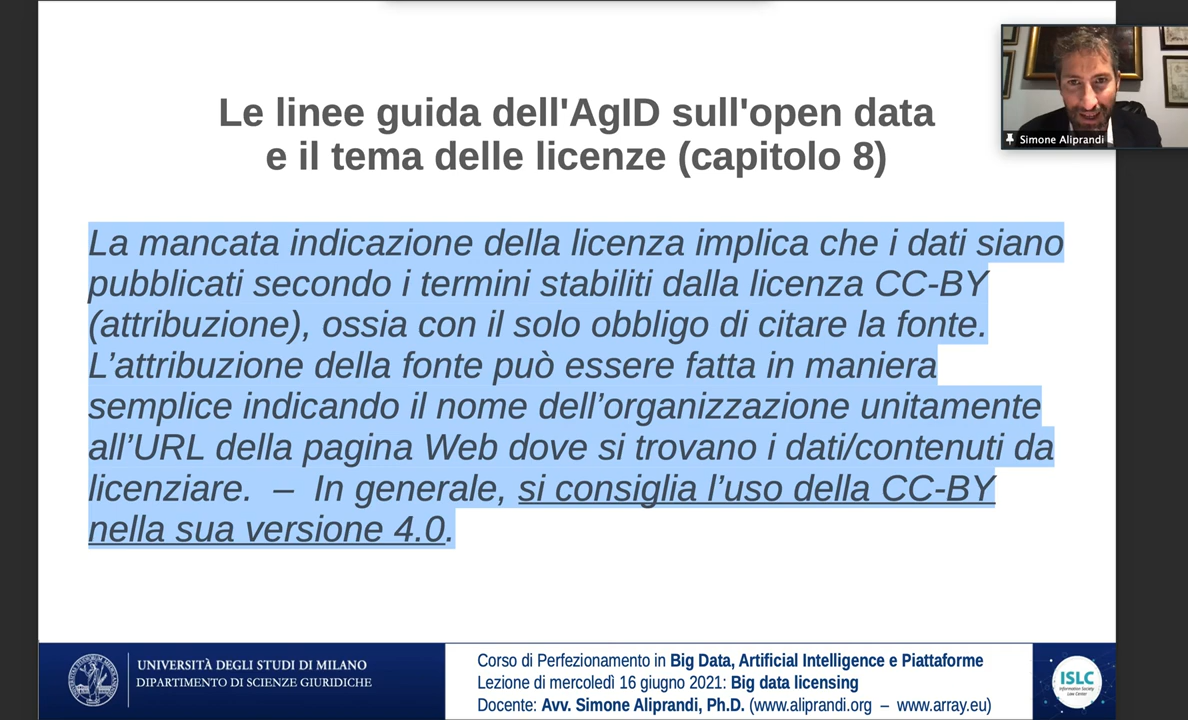 Le linee guida dell'AgID sull'open data
e il tema delle licenze (capitolo 8)
Simone Aliprandi
La mancata indicazione della licenza implica che i dati siano
pubblicati secondo i termini stabiliti dalla licenza CC-BY
(attribuzione), ossia con il solo obbligo di citare la fonte.
L’attribuzione della fonte può essere fatta in maniera
semplice indicando il nome dell’organizzazione unitamente
all’URL della pagina Web dove si trovano i dati/contenuti da
licenziare. – In generale, si consiglia l’uso della CC-BY
nella sua versione 4.0.
UNIVERSITÀ DEGLI STUDI DI MILANO
DIPARTIMENTO DI SCIENZE GIURIDICHE
Corso di Perfezionamento in Big Data, Artificial Intelligence e Piattaforme
Lezione di mercoledì 16 giugno 2021: Big data licensing
Docente: Avv. Simone Aliprandi, Ph.D. (www.aliprandi.org – www.array.eu)
ISLC
Information Society
Law Center